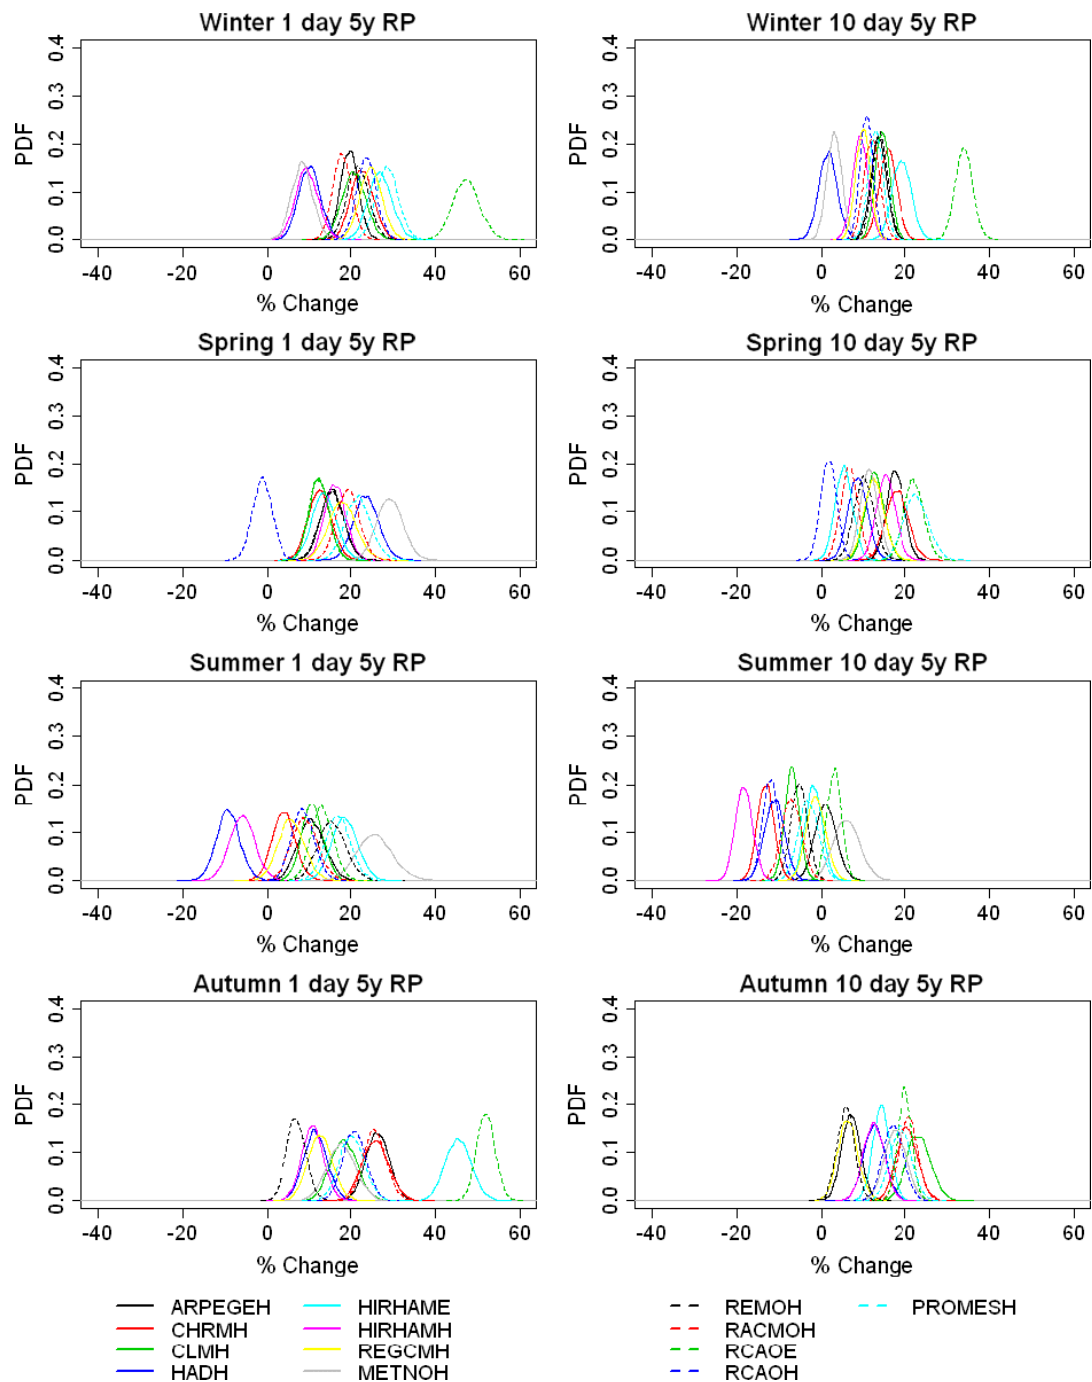 Winter 1 day 5y RP
PDF
0.4
0.3
0.2
0.1
0.0
-40 -20 0 20 40 60
% Change
Winter 10 day 5y RP
PDF
0.4
0.3
0.2
0.1
0.0
-40 -20 0 20 40 60
% Change
Spring 1 day 5y RP
PDF
0.4
0.3
0.2
0.1
0.0
-40 -20 0 20 40 60
% Change
Spring 10 day 5y RP
PDF
0.4
0.3
0.2
0.1
0.0
-40 -20 0 20 40 60
% Change
Summer 1 day 5y RP
PDF
0.4
0.3
0.2
0.1
0.0
-40 -20 0 20 40 60
% Change
Summer 10 day 5y RP
PDF
0.4
0.3
0.2
0.1
0.0
-40 -20 0 20 40 60
% Change
Autumn 1 day 5y RP
PDF
0.4
0.3
0.2
0.1
0.0
-40 -20 0 20 40 60
% Change
Autumn 10 day 5y RP
PDF
0.4
0.3
0.2
0.1
0.0
-40 -20 0 20 40 60
% Change
ARPEGEH
CHRMH
CLMH
HADH
HIRHAME
HIRHAMH
REGCMH
METNOH
REMOH
RACMOH
RCAOE
RCAOH
PROMESH